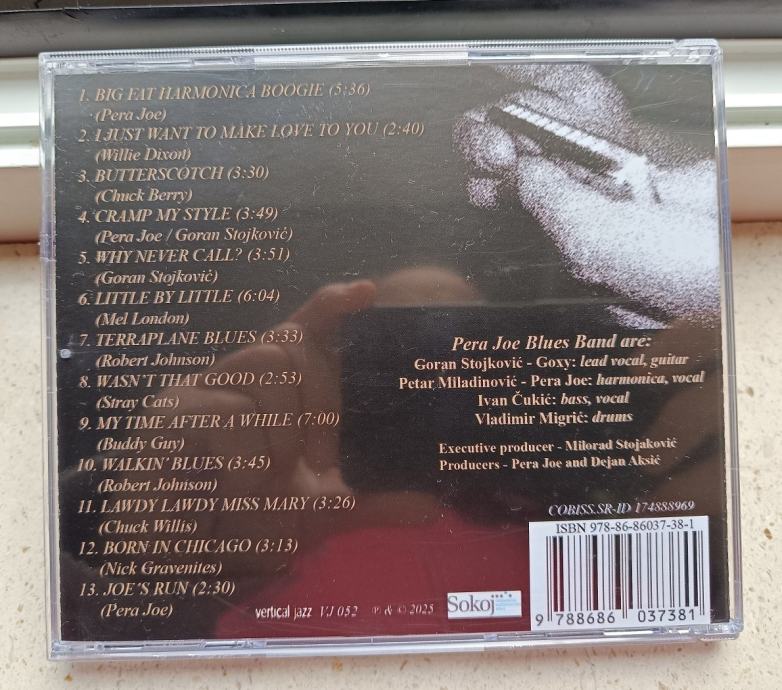 1. BIG FAT HARMONICA BOOGIE (5:36)
(Pera Joe)
2. I JUST WANT TO MAKE LOVE TO YOU (2:40)
(Willie Dixon)
3. BUTTERSCOTCH (3:30)
(Chuck Berry)
4. CRAMP MY STYLE (3:49)
(Pera Joe / Goran Stojković)
5. WHY NEVER CALL? (3:51)
(Goran Stojković)
6. LITTLE BY LITTLE (6:04)
(Mel London)
7. TERRAPLANE BLUES (3:33)
(Robert Johnson)
8. WASN'T THAT GOOD (2:53)
(Stray Cats)
9. MY TIME AFTER A WHILE (7:00)
(Buddy Guy)
10. WALKIN' BLUES (3:45)
(Robert Johnson)
11. LAWDY LAWDY MISS MARY (3:26)
(Chuck Willis)
12. BORN IN CHICAGO (3:13)
(Nick Gravenites)
13. JOE'S RUN (2:30)
(Pera Joe)
Pera Joe Blues Band are:
Goran Stojković - Goxy: lead vocal, guitar
Petar Miladinović - Pera Joe: harmonica, vocal
Ivan Čukić: bass, vocal
Vladimir Migrić: drums
Executive producer - Milorad Stojaković
Producers - Pera Joe and Dejan Aksić
COBISS.SR-ID 174888969
ISBN 978-86-86037-38-1
9 788686 037381
vertical jazz VJ 052 ℗ & © 2025
Sokoj